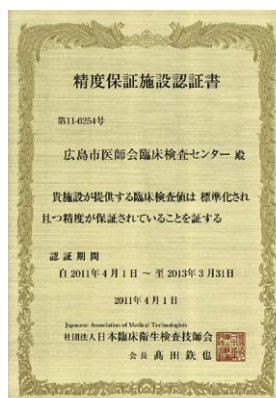 精度保証施設認証書
第11-0254号
広島市医師会臨床検査センター 殿
貴施設が提供する臨床検査値は 標準化され
且つ精度が保証されていることを証する
認証期間
自 2011年4月1日 ~ 至 2013年3月31日
2011年4月1日
Japanese Association of Medical Technologists
社団法人日本臨床衛生検査技師会
会長 髙田鉄也